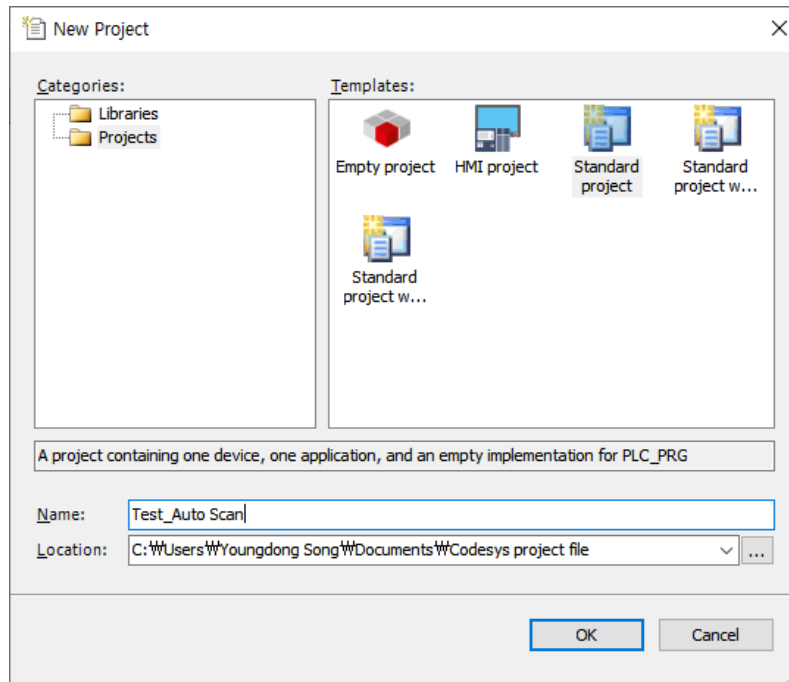 New Project
Categories:
Libraries
Projects
Templates:
Empty project
HMI project
Standard
project
Standard
project w...
Standard
project w...
A project containing one device, one application, and an empty implementation for PLC_PRG
Name:
Test_Auto Scan
Location:
C:₩Users₩Youngdong Song₩Documents₩Codesys project file
...
OK
Cancel